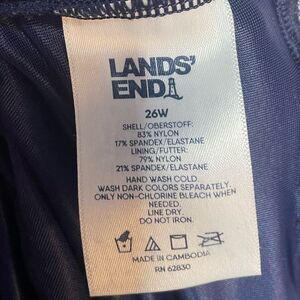 LANDS'
END
26W
SHELL/OBERSTOFF:
83% NYLON
17% SPANDEX/ELASTANE
LINING/FUTTER:
79% NYLON
21% SPANDEX/ELASTANE
HAND WASH COLD.
WASH DARK COLORS SEPARATELY.
ONLY NON-CHLORINE BLEACH WHEN
NEEDED.
LINE DRY.
DO NOT IRON.
MADE IN CAMBODIA
RN 62830